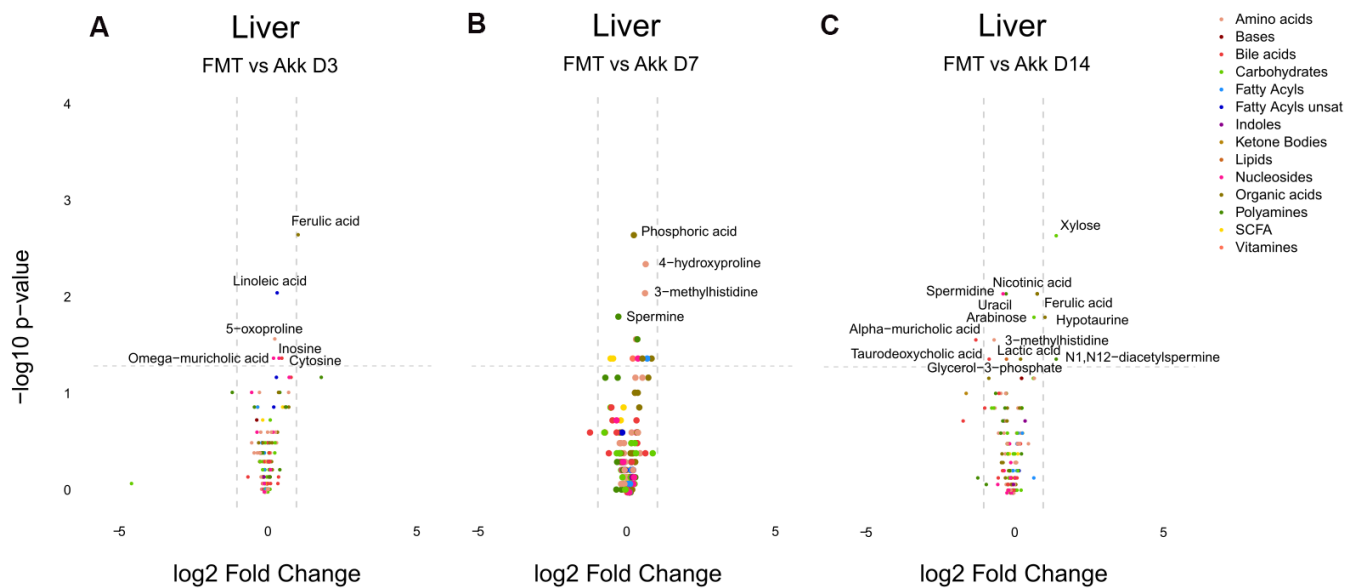 A
Liver
FMT vs Akk D3
B
Liver
FMT vs Akk D7
C
Liver
FMT vs Akk D14
Amino acids
Bases
Bile acids
Carbohydrates
Fatty Acyls
Fatty Acyls unsat
Indoles
Ketone Bodies
Lipids
Nucleosides
Organic acids
Polyamines
SCFA
Vitamines
−log10 p−value
4
3
2
1
0
Ferulic acid
Linoleic acid
5−oxoproline
Inosine
Omega−muricholic acid
Cytosine
−5
0
5
log2 Fold Change
Phosphoric acid
4−hydroxyproline
3−methylhistidine
Spermine
−5
0
5
log2 Fold Change
Xylose
Nicotinic acid
Spermidine
Uracil
Ferulic acid
Arabinose
Hypotaurine
Alpha−muricholic acid
3−methylhistidine
Lactic acid
Taurodeoxycholic acid
N1,N12−diacetylspermine
Glycerol−3−phosphate
−5
0
5
log2 Fold Change